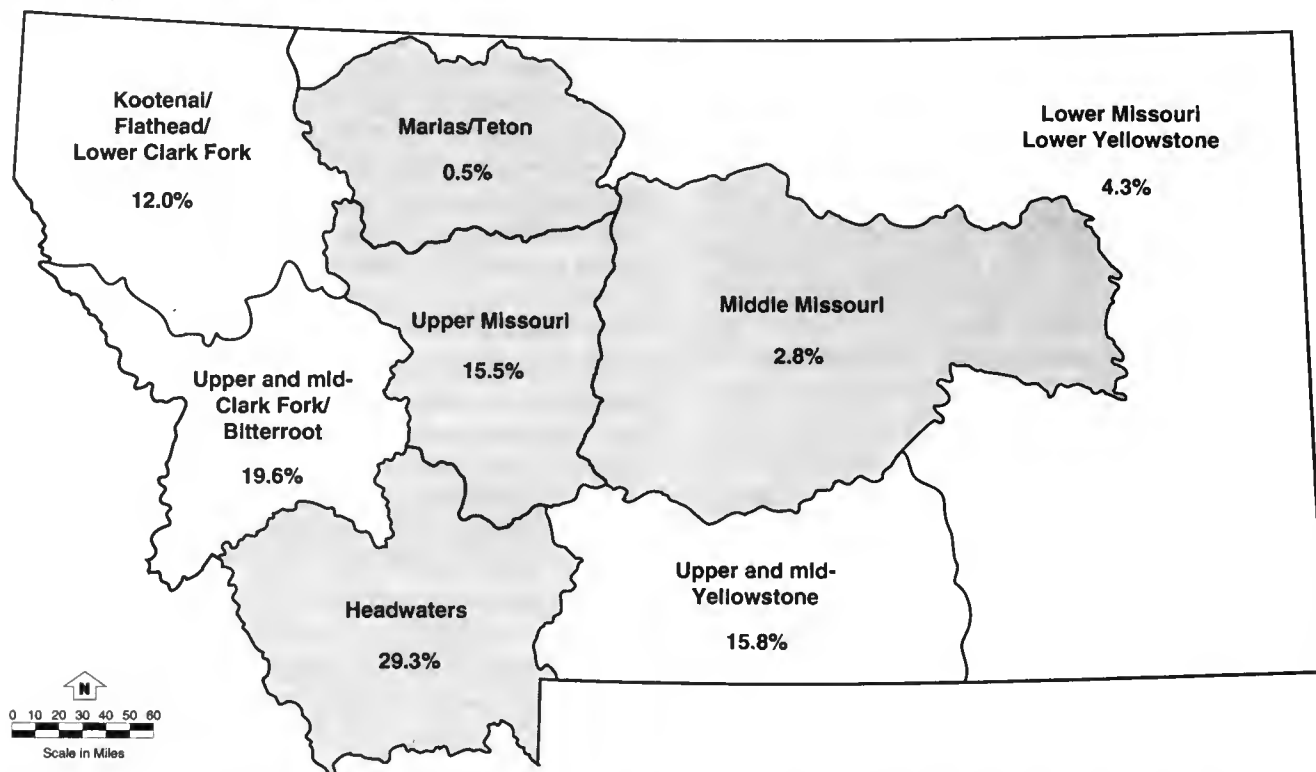 Kootenai/
Flathead/
Lower Clark Fork
12.0%
Marias/Teton
0.5%
Lower Missouri
Lower Yellowstone
4.3%
Upper Missouri
15.5%
Middle Missouri
2.8%
Upper and mid-
Clark Fork/
Bitterroot
19.6%
Headwaters
29.3%
Upper and mid-
Yellowstone
15.8%
N
0 10 20 30 40 50 60
Scale in Miles